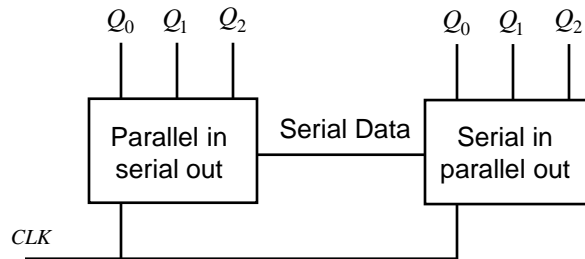 Q0 Q1 Q2
Q0 Q1 Q2
Parallel in
serial out
Serial Data
Serial in
parallel out
CLK